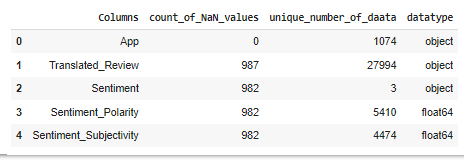 Columns count_of_NaN_values unique_number_of_daata datatype
0 App 0 1074 object
1 Translated_Review 987 27994 object
2 Sentiment 982 3 object
3 Sentiment_Polarity 982 5410 float64
4 Sentiment_Subjectivity 982 4474 float64